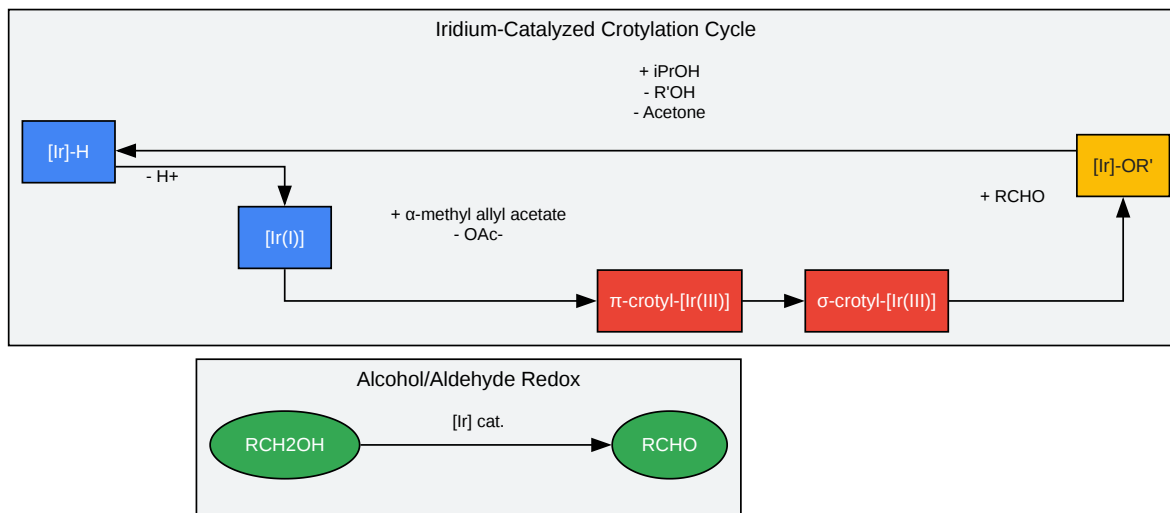 Iridium-Catalyzed Crotylation Cycle
+ iPrOH
- R'OH
- Acetone
[Ir]-H
[Ir]-OR'
- H+
+ RCHO
[Ir(I)]
+ α-methyl allyl acetate
- OAc-
π-crotyl-[Ir(III)]
σ-crotyl-[Ir(III)]
Alcohol/Aldehyde Redox
[Ir] cat.
RCH2OH
RCHO